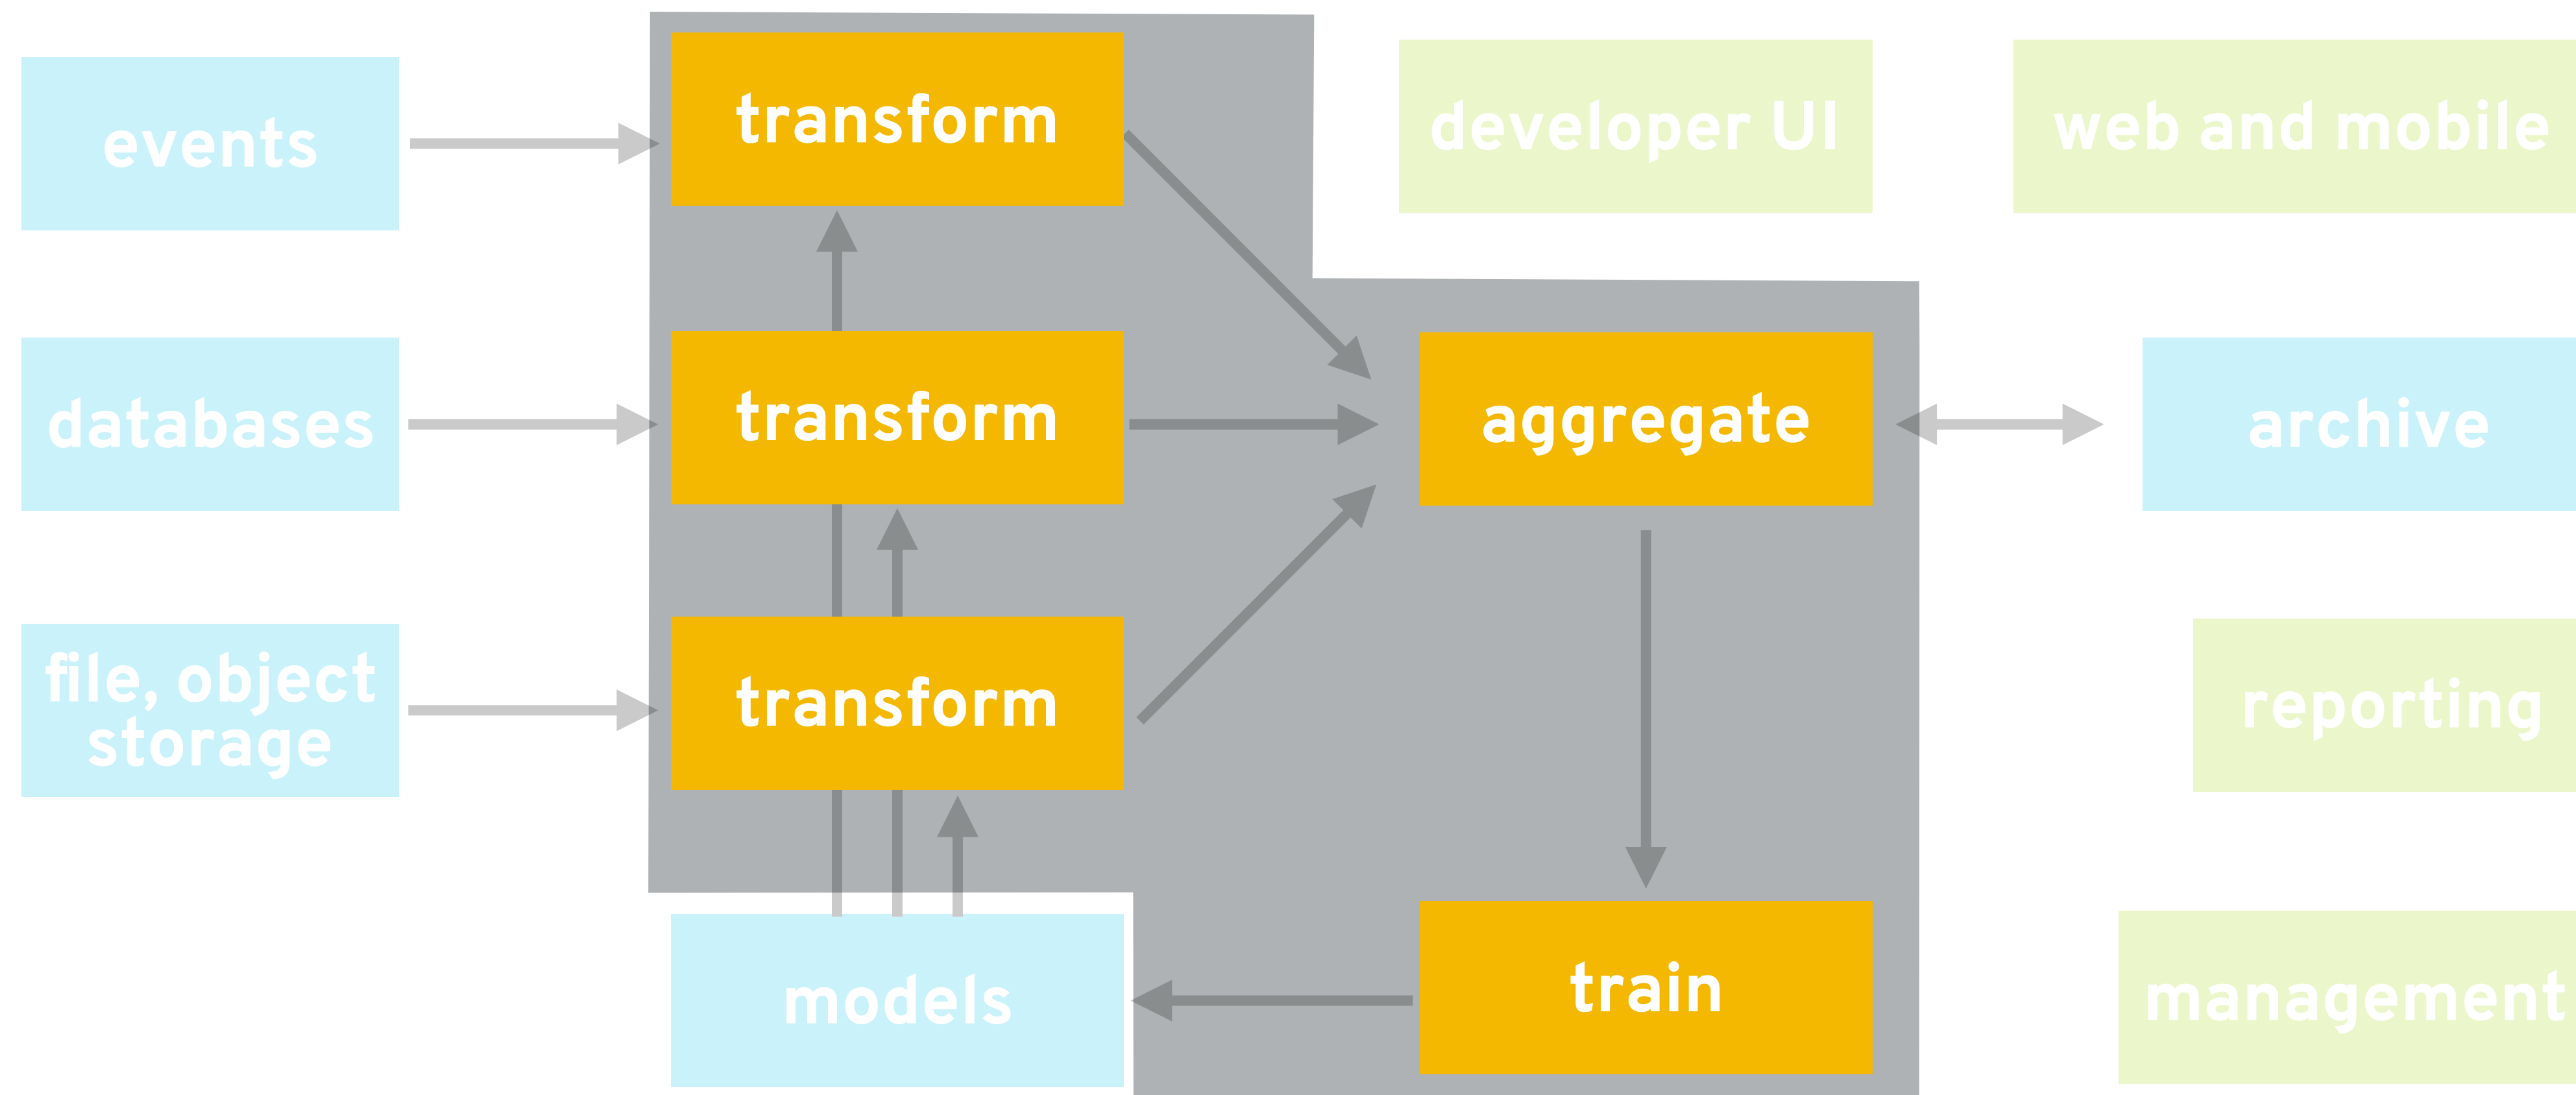 events
transform
developer UI
web and mobile
databases
transform
aggregate
archive
file, object
storage
transform
reporting
models
train
management